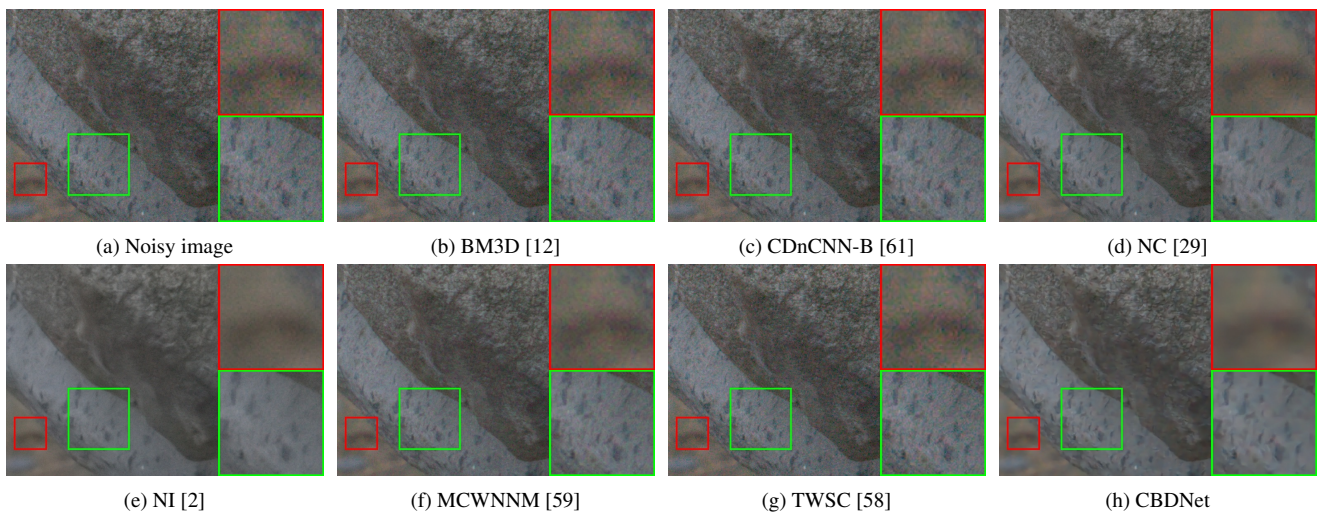 (a) Noisy image
(b) BM3D [12]
(c) CDnCNN-B [61]
(d) NC [29]
(e) NI [2]
(f) MCWNNM [59]
(g) TWSC [58]
(h) CBDNet